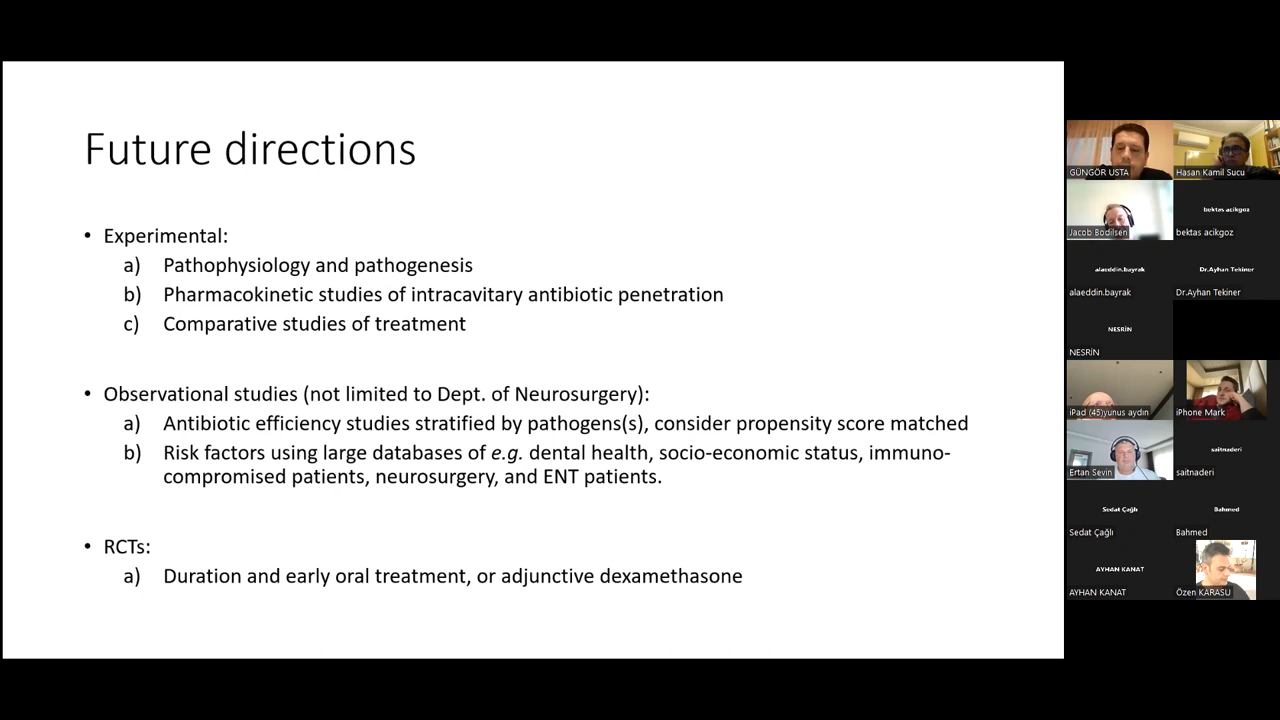 Future directions
• Experimental:
a) Pathophysiology and pathogenesis
b) Pharmacokinetic studies of intracavitary antibiotic penetration
c) Comparative studies of treatment
• Observational studies (not limited to Dept. of Neurosurgery):
a) Antibiotic efficiency studies stratified by pathogens(s), consider propensity score matched
b) Risk factors using large databases of e.g. dental health, socio-economic status, immuno-
compromised patients, neurosurgery, and ENT patients.
• RCTs:
a) Duration and early oral treatment, or adjunctive dexamethasone
GÜNGÖR USTA
Hasan Kamil Sucu
Jacob Bodilsen
bektas acikgoz
bektas acikgoz
alaeddin.bayrak
alaeddin.bayrak
Dr.Ayhan Tekiner
Dr.Ayhan Tekiner
NESRİN
NESRİN
iPad (45)yunus aydın
iPhone Mark
Ertan Sevin
saitnaderi
saitnaderi
Sedat Çağlı
Sedat Çağlı
Bahmed
Bahmed
AYHAN KANAT
AYHAN KANAT
Özen KARASU